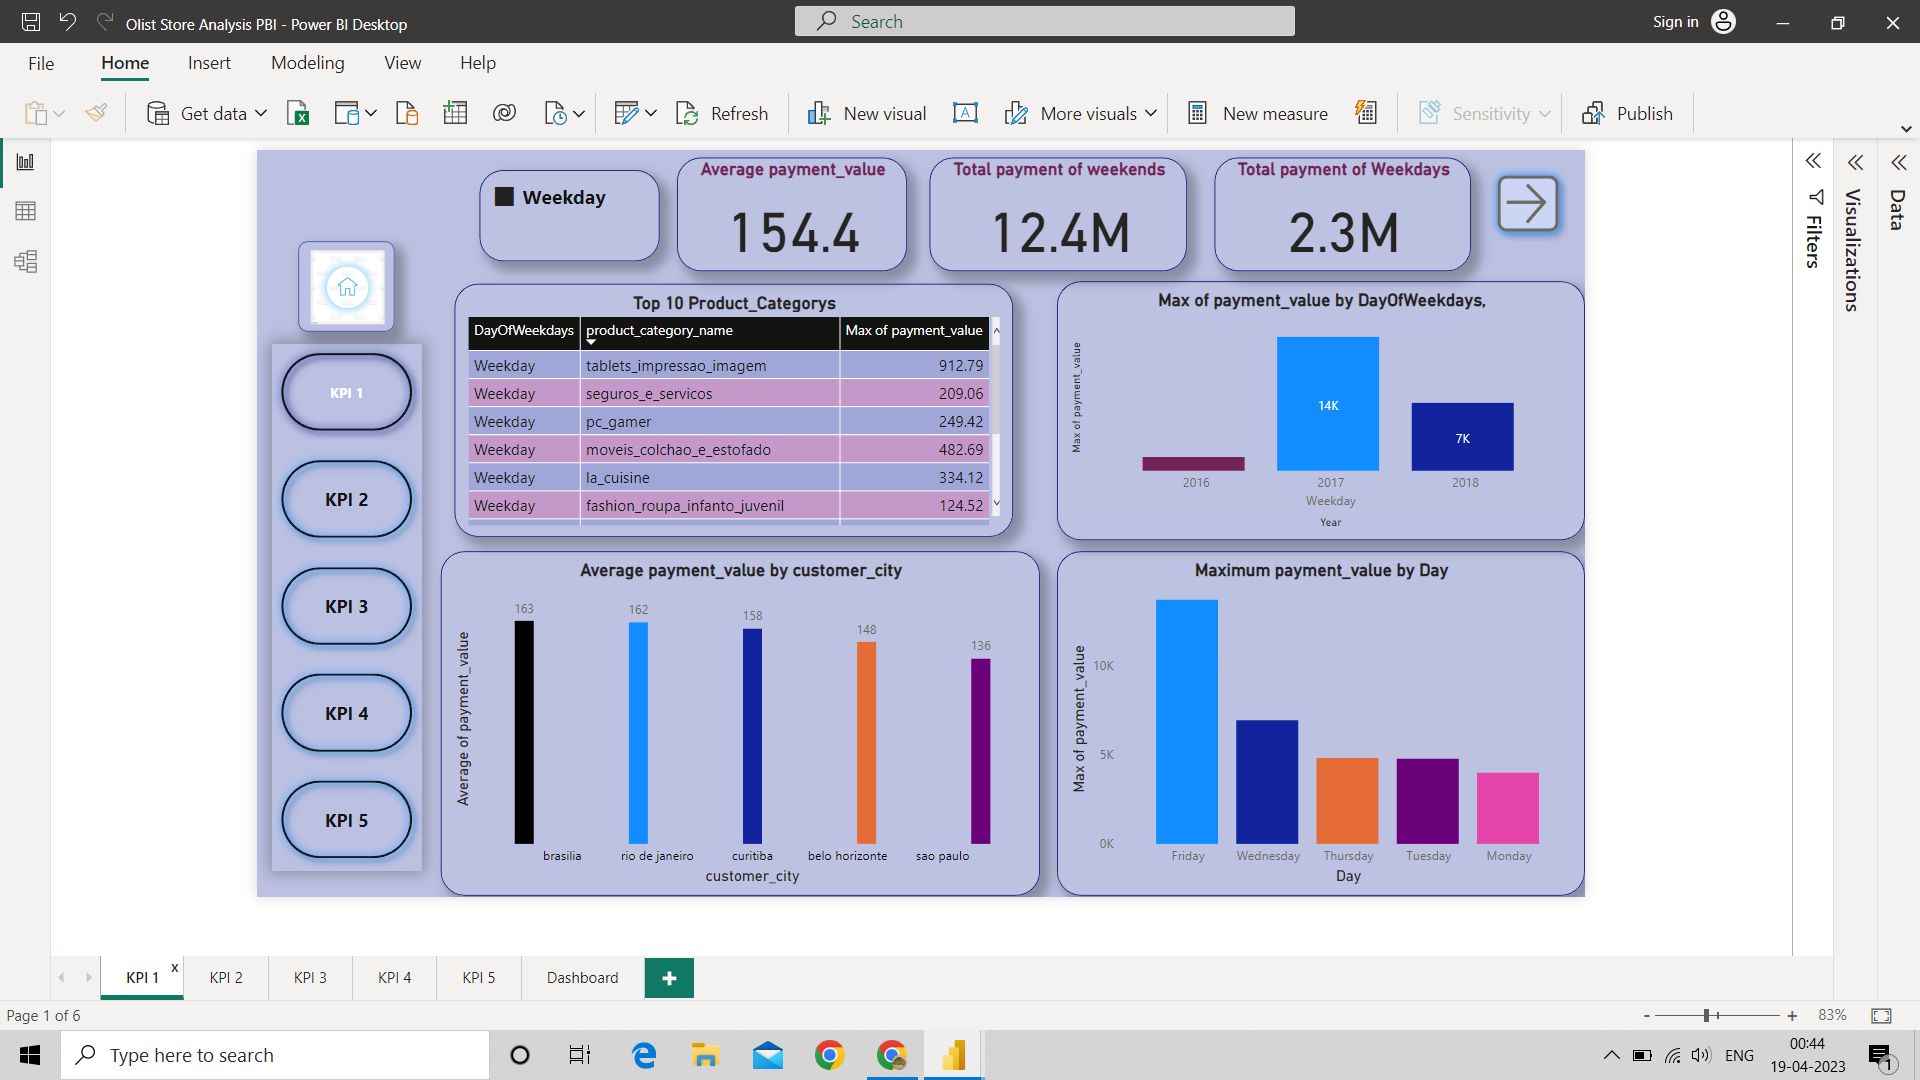 Olist Store Analysis PBI - Power BI Desktop
Search
Sign in
File Home Insert Modeling View Help
Get data
Refresh
New visual
More visuals
New measure
Sensitivity
Publish
Weekday
Average payment_value
154.4
Total payment of weekends
12.4M
Total payment of Weekdays
2.3M
Filters
Visualizations
Data
KPI 1
KPI 2
KPI 3
KPI 4
KPI 5
Top 10 Product_Categorys
DayOfWeekdays product_category_name Max of payment_value
Weekday tablets_impressao_imagem 912.79
Weekday seguros_e_servicos 209.06
Weekday pc_gamer 249.42
Weekday moveis_colchao_e_estofado 482.69
Weekday la_cuisine 334.12
Weekday fashion_roupa_infanto_juvenil 124.52
Max of payment_value by DayOfWeekdays,
Max of payment_value
14K
7K
2016 2017 2018
Weekday
Year
Average payment_value by customer_city
Average of payment_value
163 162 158 148 136
brasilia rio de janeiro curitiba belo horizonte sao paulo
customer_city
Maximum payment_value by Day
Max of payment_value
10K
5K
0K
Friday Wednesday Thursday Tuesday Monday
Day
KPI 1 x KPI 2 KPI 3 KPI 4 KPI 5 Dashboard +
Page 1 of 6
- + 83%
Type here to search
ENG
00:44
19-04-2023
1